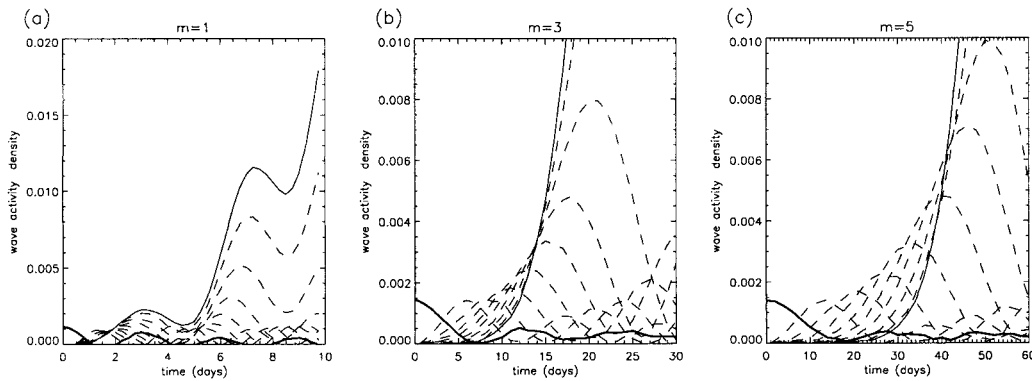 (a)
m=1
0.020
0.015
0.010
0.005
0.000
wave activity density
0 2 4 6 8 10
time (days)
(b)
m=3
0.010
0.008
0.006
0.004
0.002
0.000
wave activity density
0 5 10 15 20 25 30
time (days)
(c)
m=5
0.010
0.008
0.006
0.004
0.002
0.000
wave activity density
0 10 20 30 40 50 60
time (days)